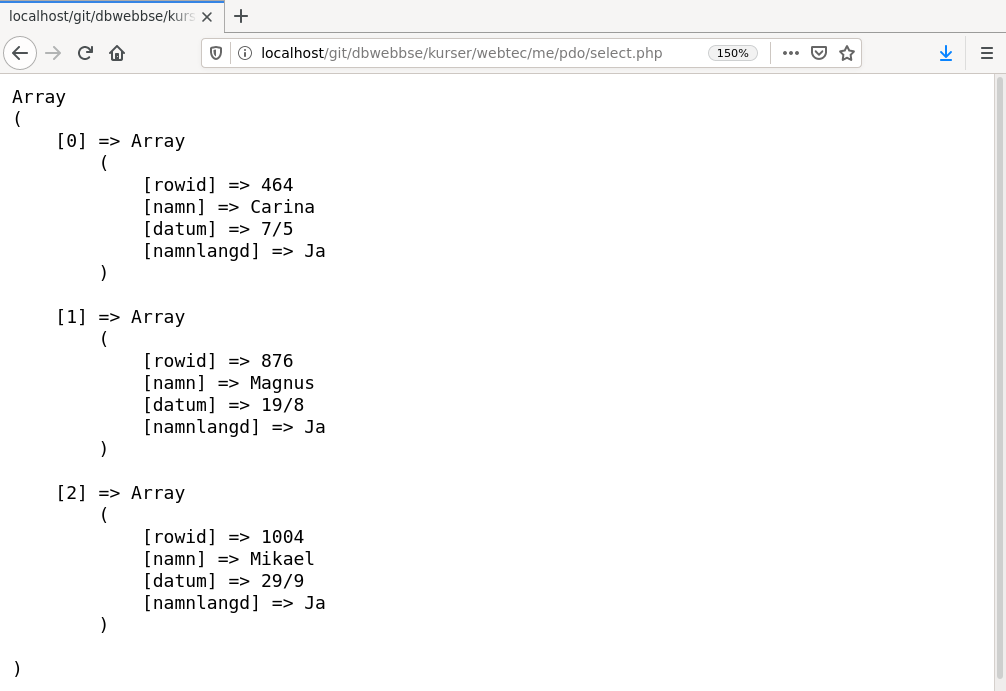 localhost/git/dbwebbse/kurs
localhost/git/dbwebbse/kurser/webtec/me/pdo/select.php 150%
Array
(
    [0] => Array
        (
            [rowid] => 464
            [namn] => Carina
            [datum] => 7/5
            [namnlangd] => Ja
        )
    [1] => Array
        (
            [rowid] => 876
            [namn] => Magnus
            [datum] => 19/8
            [namnlangd] => Ja
        )
    [2] => Array
        (
            [rowid] => 1004
            [namn] => Mikael
            [datum] => 29/9
            [namnlangd] => Ja
        )
)